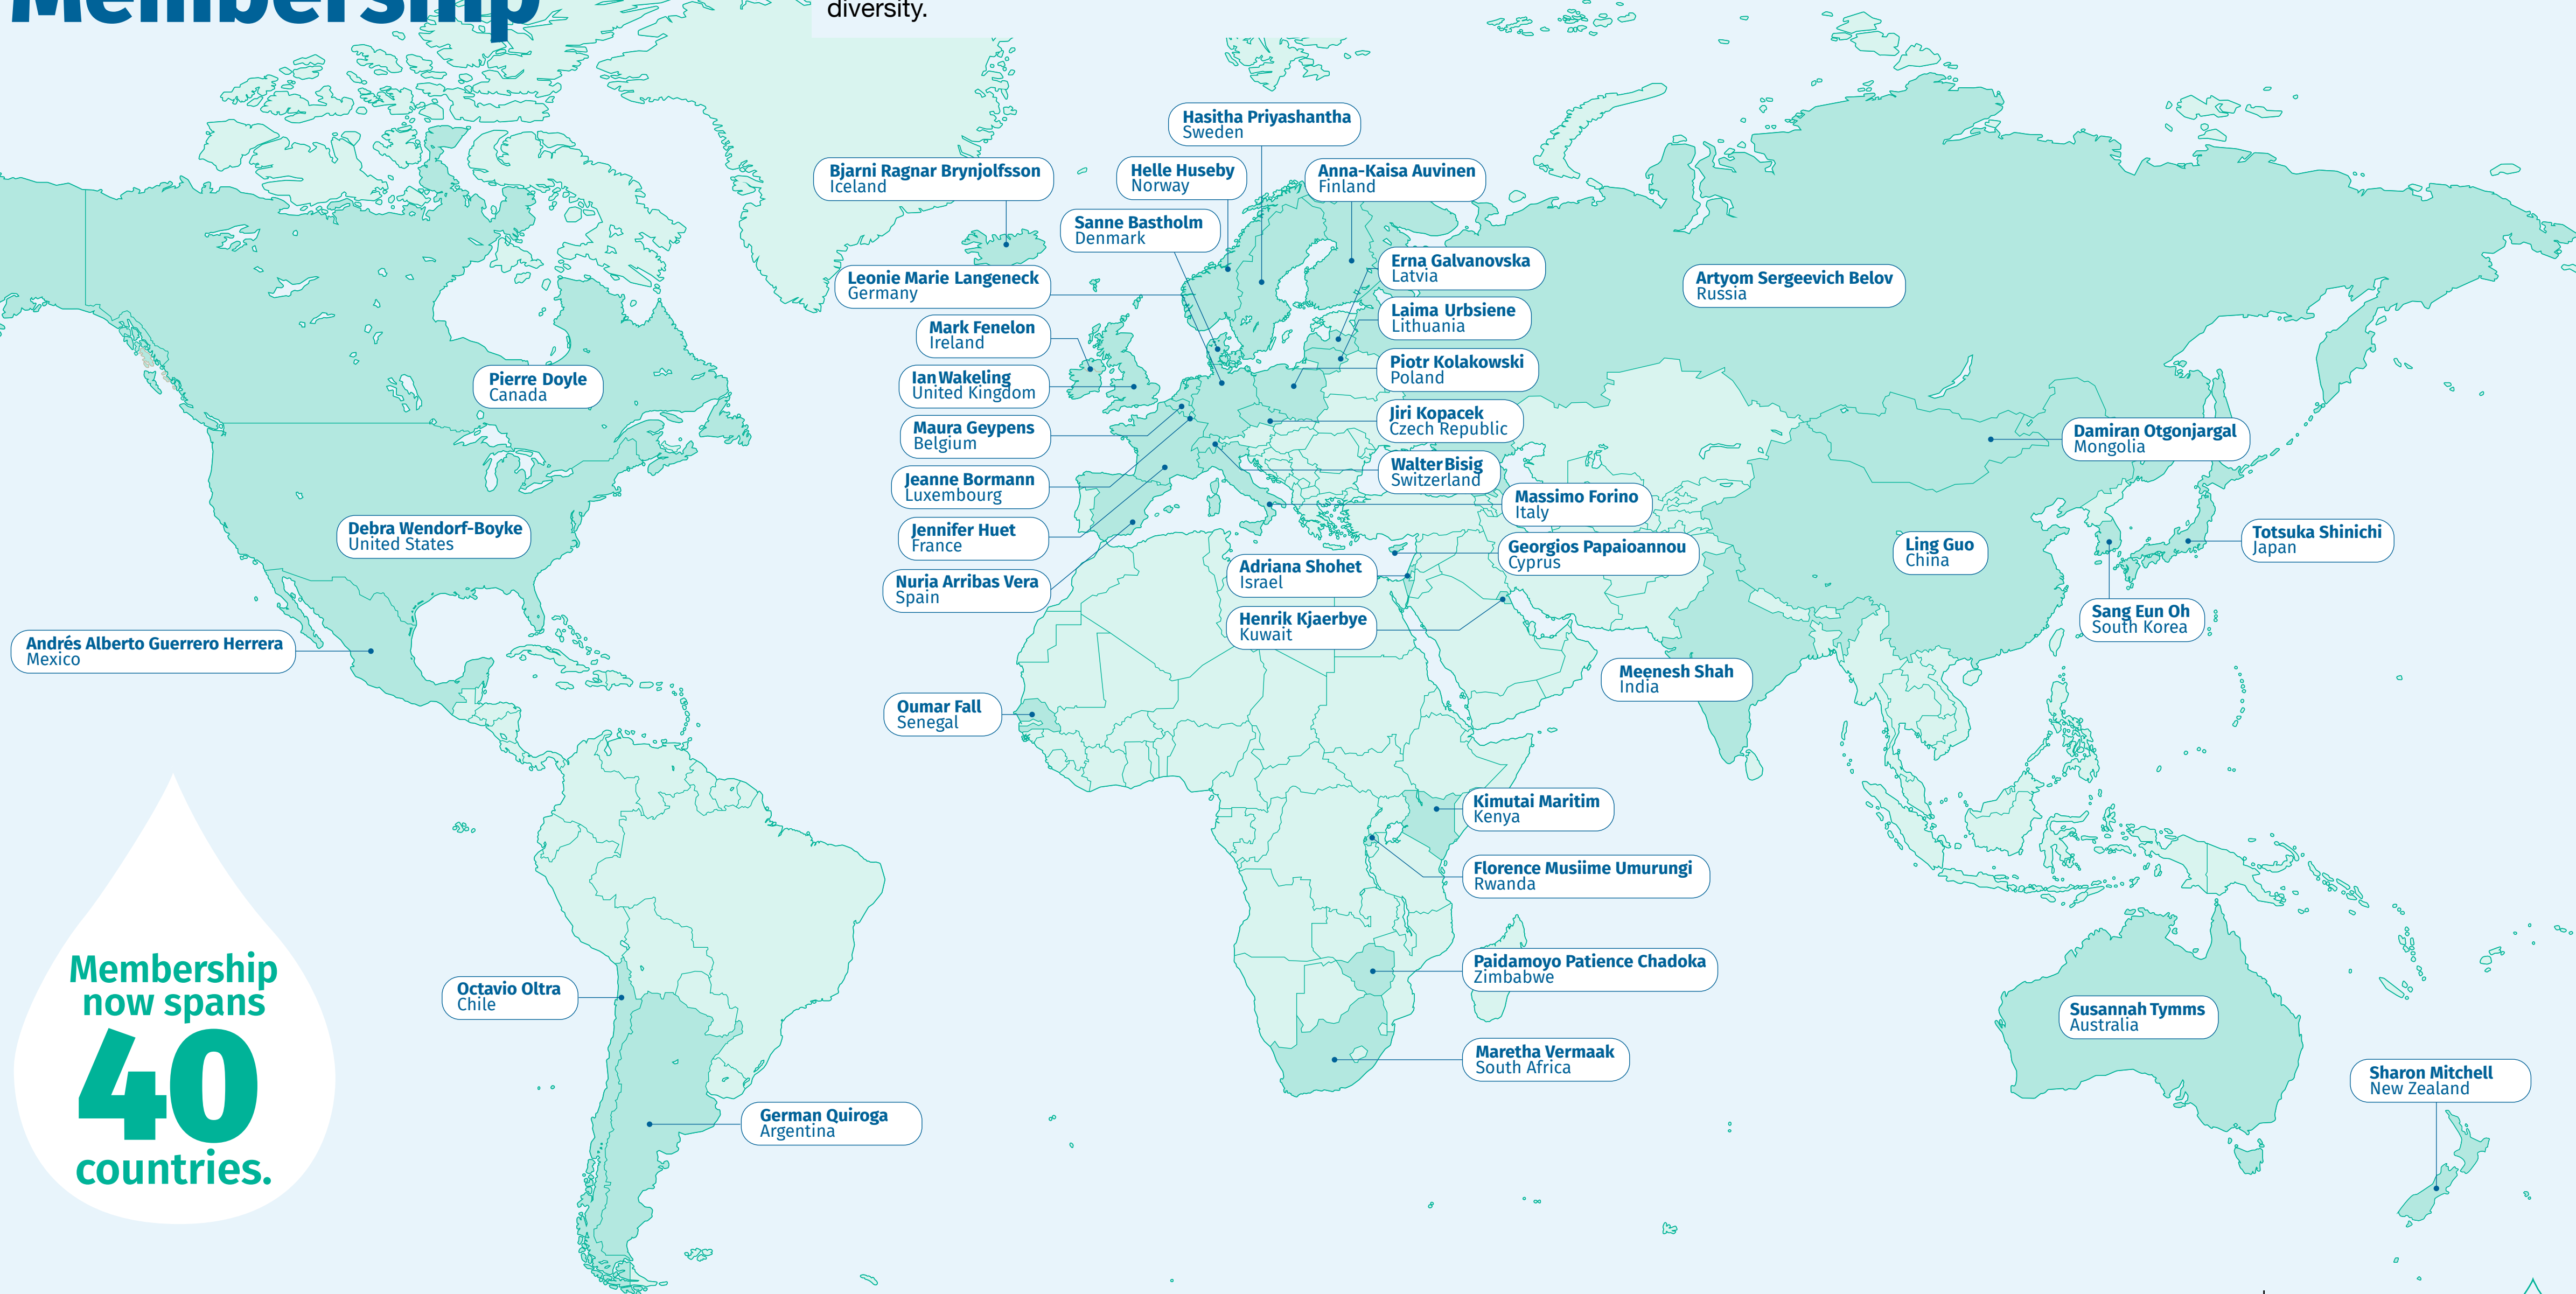 Membership
diversity.
Hasitha Priyashantha
Sweden
Bjarni Ragnar Brynjolfsson
Iceland
Helle Huseby
Norway
Anna-Kaisa Auvinen
Finland
Sanne Bastholm
Denmark
Leonie Marie Langeneck
Germany
Erna Galvanovska
Latvia
Artyom Sergeevich Belov
Russia
Mark Fenelon
Ireland
Laima Urbsiene
Lithuania
Pierre Doyle
Canada
Ian Wakeling
United Kingdom
Piotr Kolakowski
Poland
Maura Geypens
Belgium
Jiri Kopacek
Czech Republic
Damiran Otgonjargal
Mongolia
Jeanne Bormann
Luxembourg
Walter Bisig
Switzerland
Massimo Forino
Italy
Debra Wendorf-Boyke
United States
Jennifer Huet
France
Georgios Papaioannou
Cyprus
Ling Guo
China
Totsuka Shinichi
Japan
Nuria Arribas Vera
Spain
Adriana Shohet
Israel
Henrik Kjaerbye
Kuwait
Sang Eun Oh
South Korea
Andrés Alberto Guerrero Herrera
Mexico
Meenesh Shah
India
Oumar Fall
Senegal
Kimutai Maritim
Kenya
Florence Musiime Umurungi
Rwanda
Paidamoyo Patience Chadoka
Zimbabwe
Octavio Oltra
Chile
Susannah Tymms
Australia
Maretha Vermaak
South Africa
Sharon Mitchell
New Zealand
German Quiroga
Argentina
Membership
now spans
40
countries.